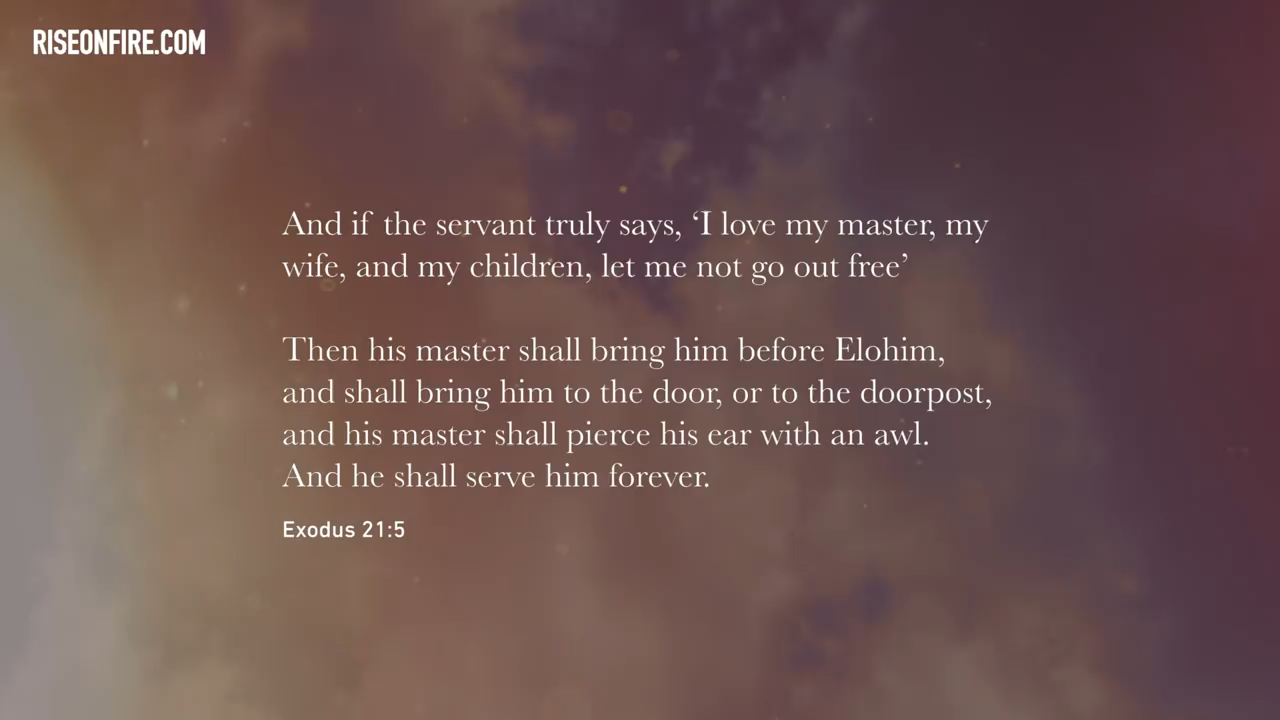 RISEONFIRE.COM
And if the servant truly says, ‘I love my master, my
wife, and my children, let me not go out free’
Then his master shall bring him before Elohim,
and shall bring him to the door, or to the doorpost,
and his master shall pierce his ear with an awl.
And he shall serve him forever.
Exodus 21:5